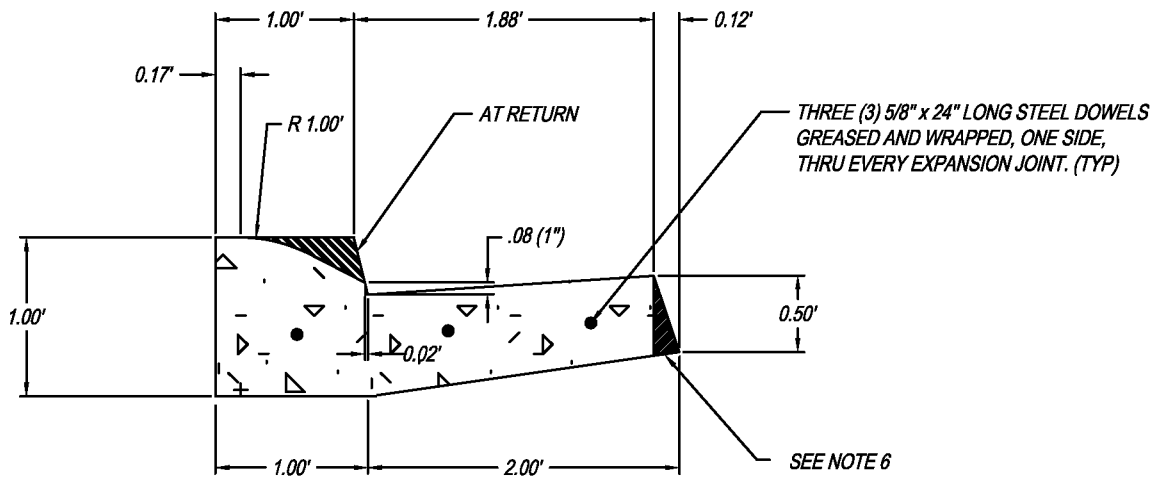 1.00'
1.88'
0.12'
0.17'
R 1.00'
AT RETURN
THREE (3) 5/8" x 24" LONG STEEL DOWELS
GREASED AND WRAPPED, ONE SIDE,
THRU EVERY EXPANSION JOINT. (TYP)
.08 (1")
1.00'
0.50'
0.02'
1.00'
2.00'
SEE NOTE 6